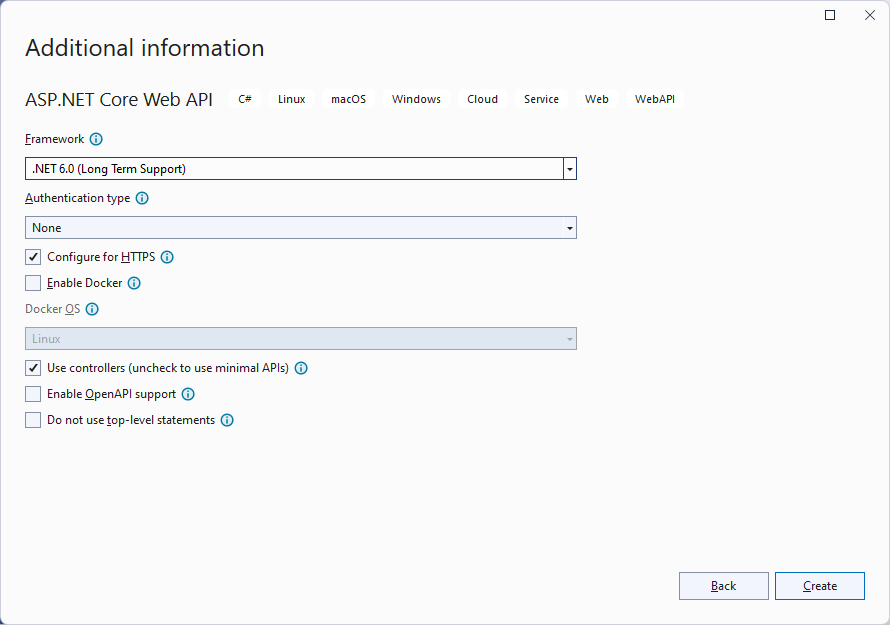 Additional information
ASP.NET Core Web API C# Linux macOS Windows Cloud Service Web WebAPI
Framework
.NET 6.0 (Long Term Support)
Authentication type
None
Configure for HTTPS
Enable Docker
Docker OS
Linux
Use controllers (uncheck to use minimal APIs)
Enable OpenAPI support
Do not use top-level statements
Back Create